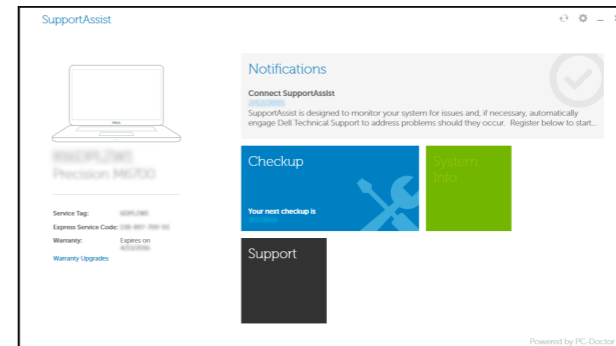 SupportAssist
Precision M6700
Service Tag:
Express Service Code:
Warranty: Expires on
Warranty Upgrades
Notifications
Connect SupportAssist
SupportAssist is designed to monitor your system for issues and, if necessary, automatically
engage Dell Technical Support to address problems should they occur. Register below to start...
Checkup
Your next checkup is
System
Info
Support
Powered by PC-Doctor